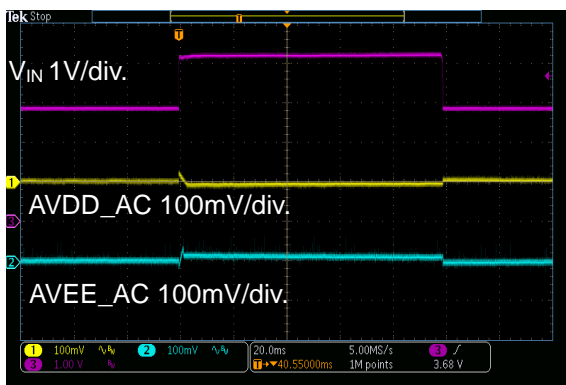 Tek Stop
T
T
V_IN 1V/div.
1
AVDD_AC 100mV/div.
3
2
AVEE_AC 100mV/div.
1 100mV 2 100mV 20.0ms 5.00MS/s 3
3 1.00 V T→▼40.55000ms 1M points 3.68 V